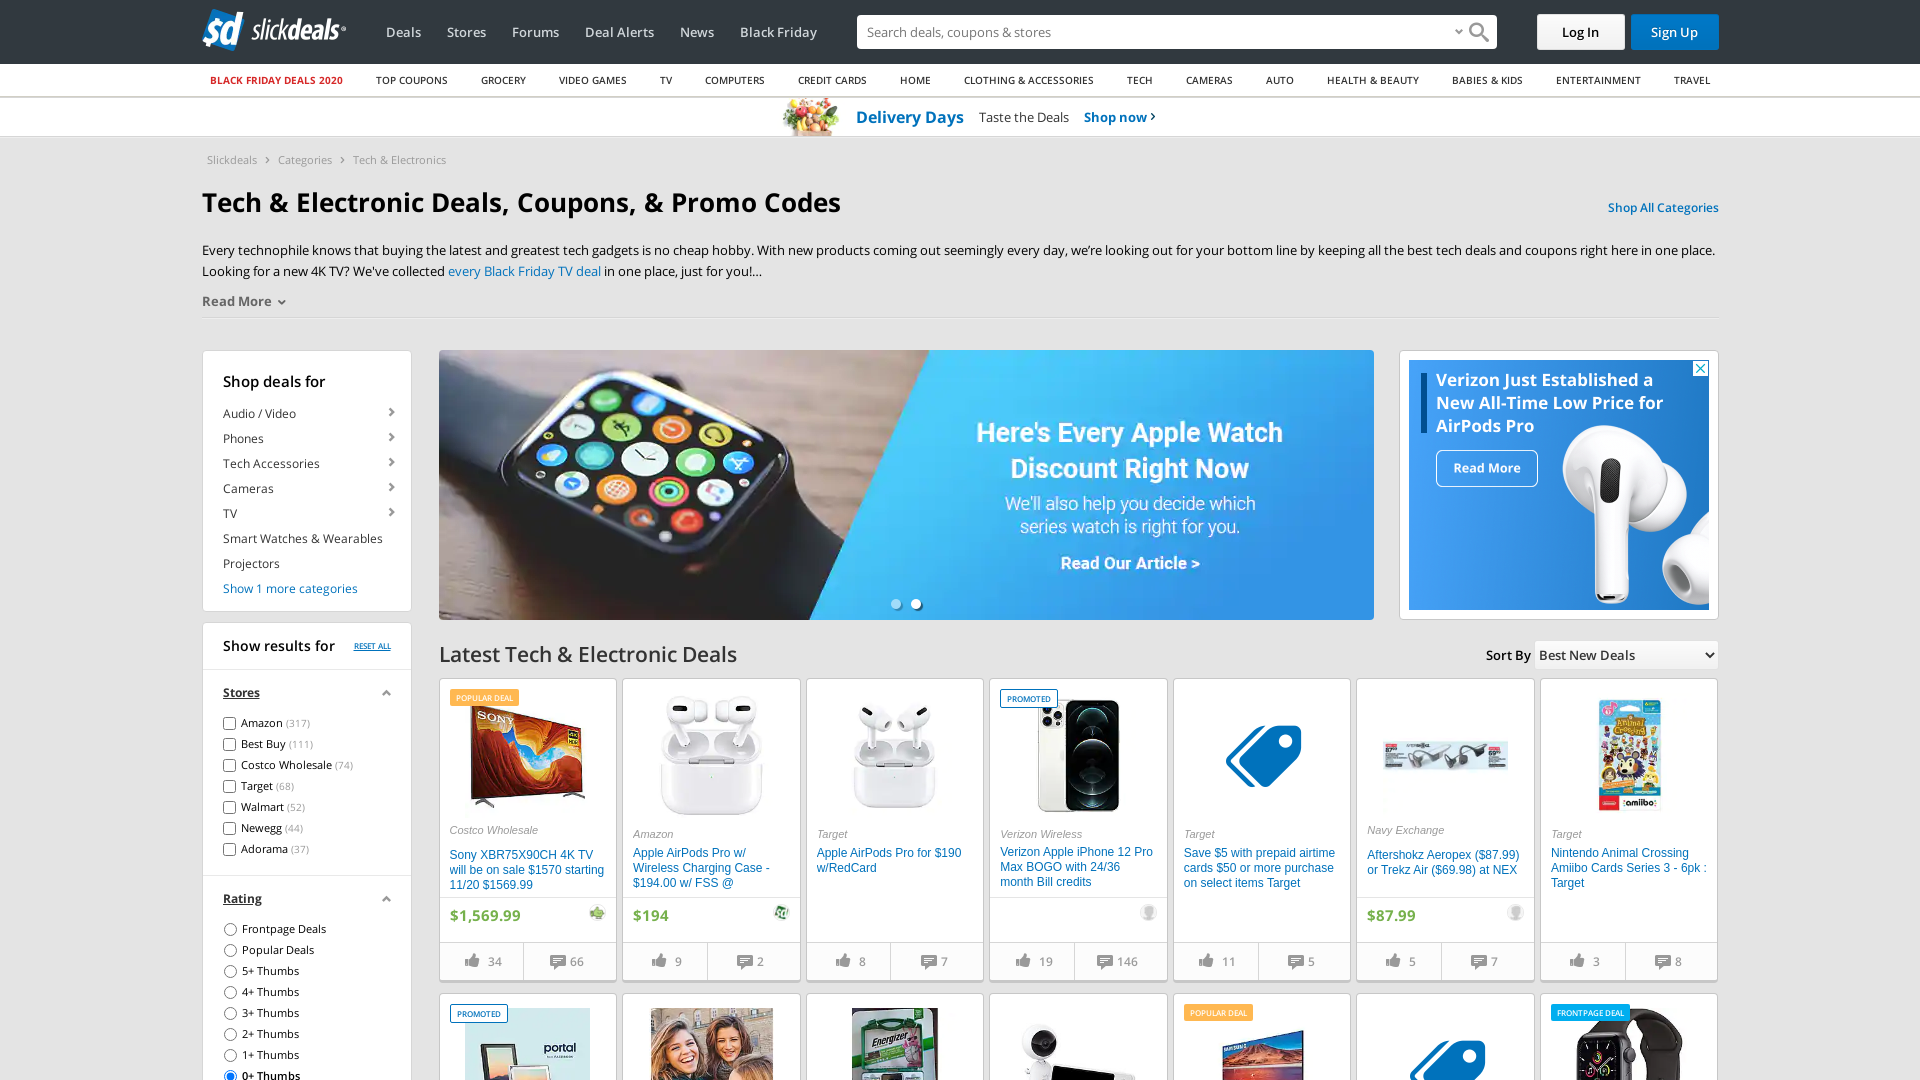 slickdeals
Deals
Stores
Forums
Deal Alerts
News
Black Friday
Search deals, coupons & stores
Log In
Sign Up
BLACK FRIDAY DEALS 2020
TOP COUPONS
GROCERY
VIDEO GAMES
TV
COMPUTERS
CREDIT CARDS
HOME
CLOTHING & ACCESSORIES
TECH
CAMERAS
AUTO
HEALTH & BEAUTY
BABIES & KIDS
ENTERTAINMENT
TRAVEL
Delivery Days
Taste the Deals
Shop now
Slickdeals
Categories
Tech & Electronics
Tech & Electronic Deals, Coupons, & Promo Codes
Shop All Categories
Every technophile knows that buying the latest and greatest tech gadgets is no cheap hobby. With new products coming out seemingly every day, we’re looking out for your bottom line by keeping all the best tech deals and coupons right here in one place.
Looking for a new 4K TV? We've collected every Black Friday TV deal in one place, just for you!…
Read More
Shop deals for
Audio / Video
Phones
Tech Accessories
Cameras
TV
Smart Watches & Wearables
Projectors
Show 1 more categories
Here's Every Apple Watch
Discount Right Now
We'll also help you decide which
series watch is right for you.
Read Our Article >
Verizon Just Established a
New All-Time Low Price for
AirPods Pro
Read More
Show results for
RESET ALL
Stores
Amazon (317)
Best Buy (111)
Costco Wholesale (74)
Target (68)
Walmart (52)
Newegg (44)
Adorama (37)
Rating
Frontpage Deals
Popular Deals
5+ Thumbs
4+ Thumbs
3+ Thumbs
2+ Thumbs
1+ Thumbs
0+ Thumbs
Latest Tech & Electronic Deals
Sort By
Best New Deals
POPULAR DEAL
SONY
Costco Wholesale
Sony XBR75X90CH 4K TV
will be on sale $1570 starting
11/20 $1569.99
$1,569.99
34
66
Amazon
Apple AirPods Pro w/
Wireless Charging Case -
$194.00 w/ FSS @
$194
9
2
Target
Apple AirPods Pro for $190
w/RedCard
8
7
PROMOTED
Verizon Wireless
Verizon Apple iPhone 12 Pro
Max BOGO with 24/36
month Bill credits
19
146
Target
Save $5 with prepaid airtime
cards $50 or more purchase
on select items Target
11
5
Navy Exchange
Aftershokz Aeropex ($87.99)
or Trekz Air ($69.98) at NEX
$87.99
5
7
Animal
Crossing
amiibo
Target
Nintendo Animal Crossing
Amiibo Cards Series 3 - 6pk :
Target
3
8
PROMOTED
portal
Energizer
POPULAR DEAL
SAMSUNG
FRONTPAGE DEAL